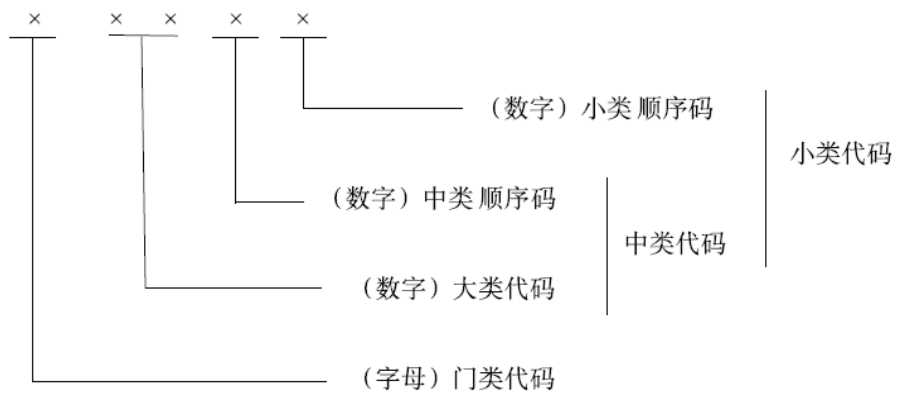 × × × × ×
（数字）小类 顺序码
小类代码
（数字）中类 顺序码
中类代码
（数字）大类代码
（字母）门类代码